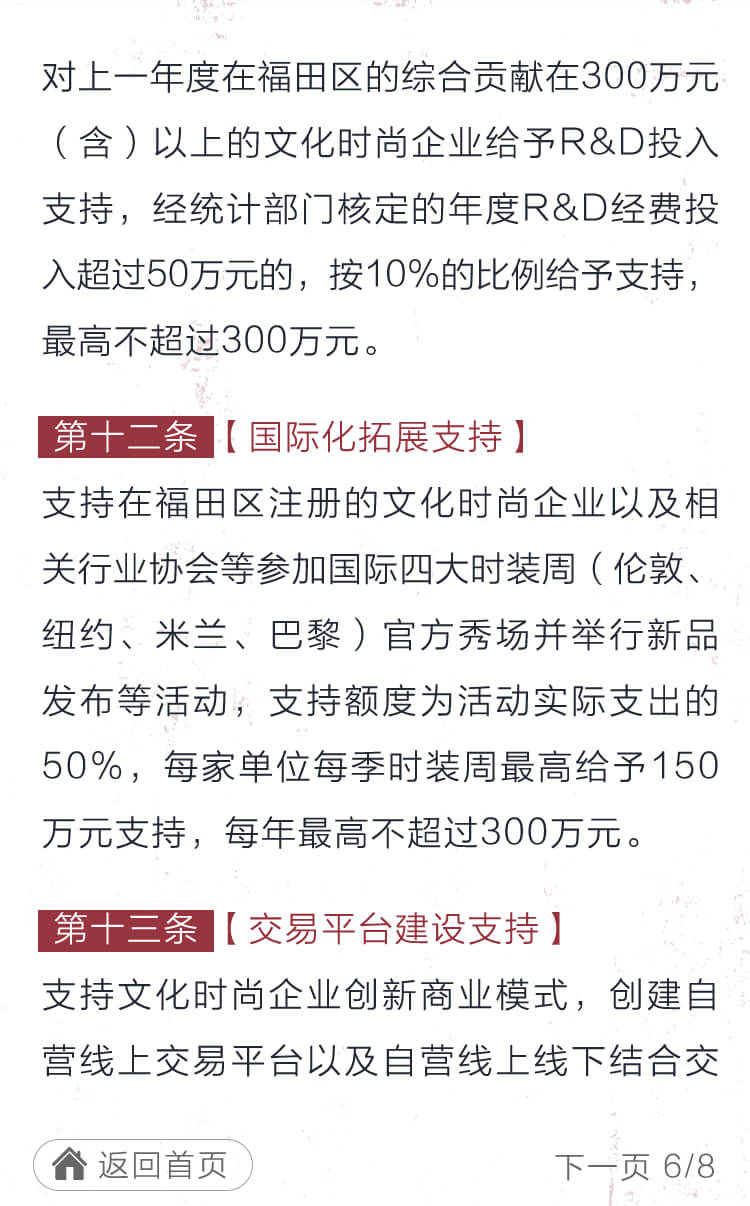 对上一年度在福田区的综合贡献在300万元
（含）以上的文化时尚企业给予R&D投入
支持，经统计部门核定的年度R&D经费投
入超过50万元的，按10%的比例给予支持，
最高不超过300万元。
第十二条【国际化拓展支持】
支持在福田区注册的文化时尚企业以及相
关行业协会等参加国际四大时装周（伦敦、
纽约、米兰、巴黎）官方秀场并举行新品
发布等活动，支持额度为活动实际支出的
50%，每家单位每季时装周最高给予150
万元支持，每年最高不超过300万元。
第十三条【交易平台建设支持】
支持文化时尚企业创新商业模式，创建自
营线上交易平台以及自营线上线下结合交
返回首页 下一页 6/8